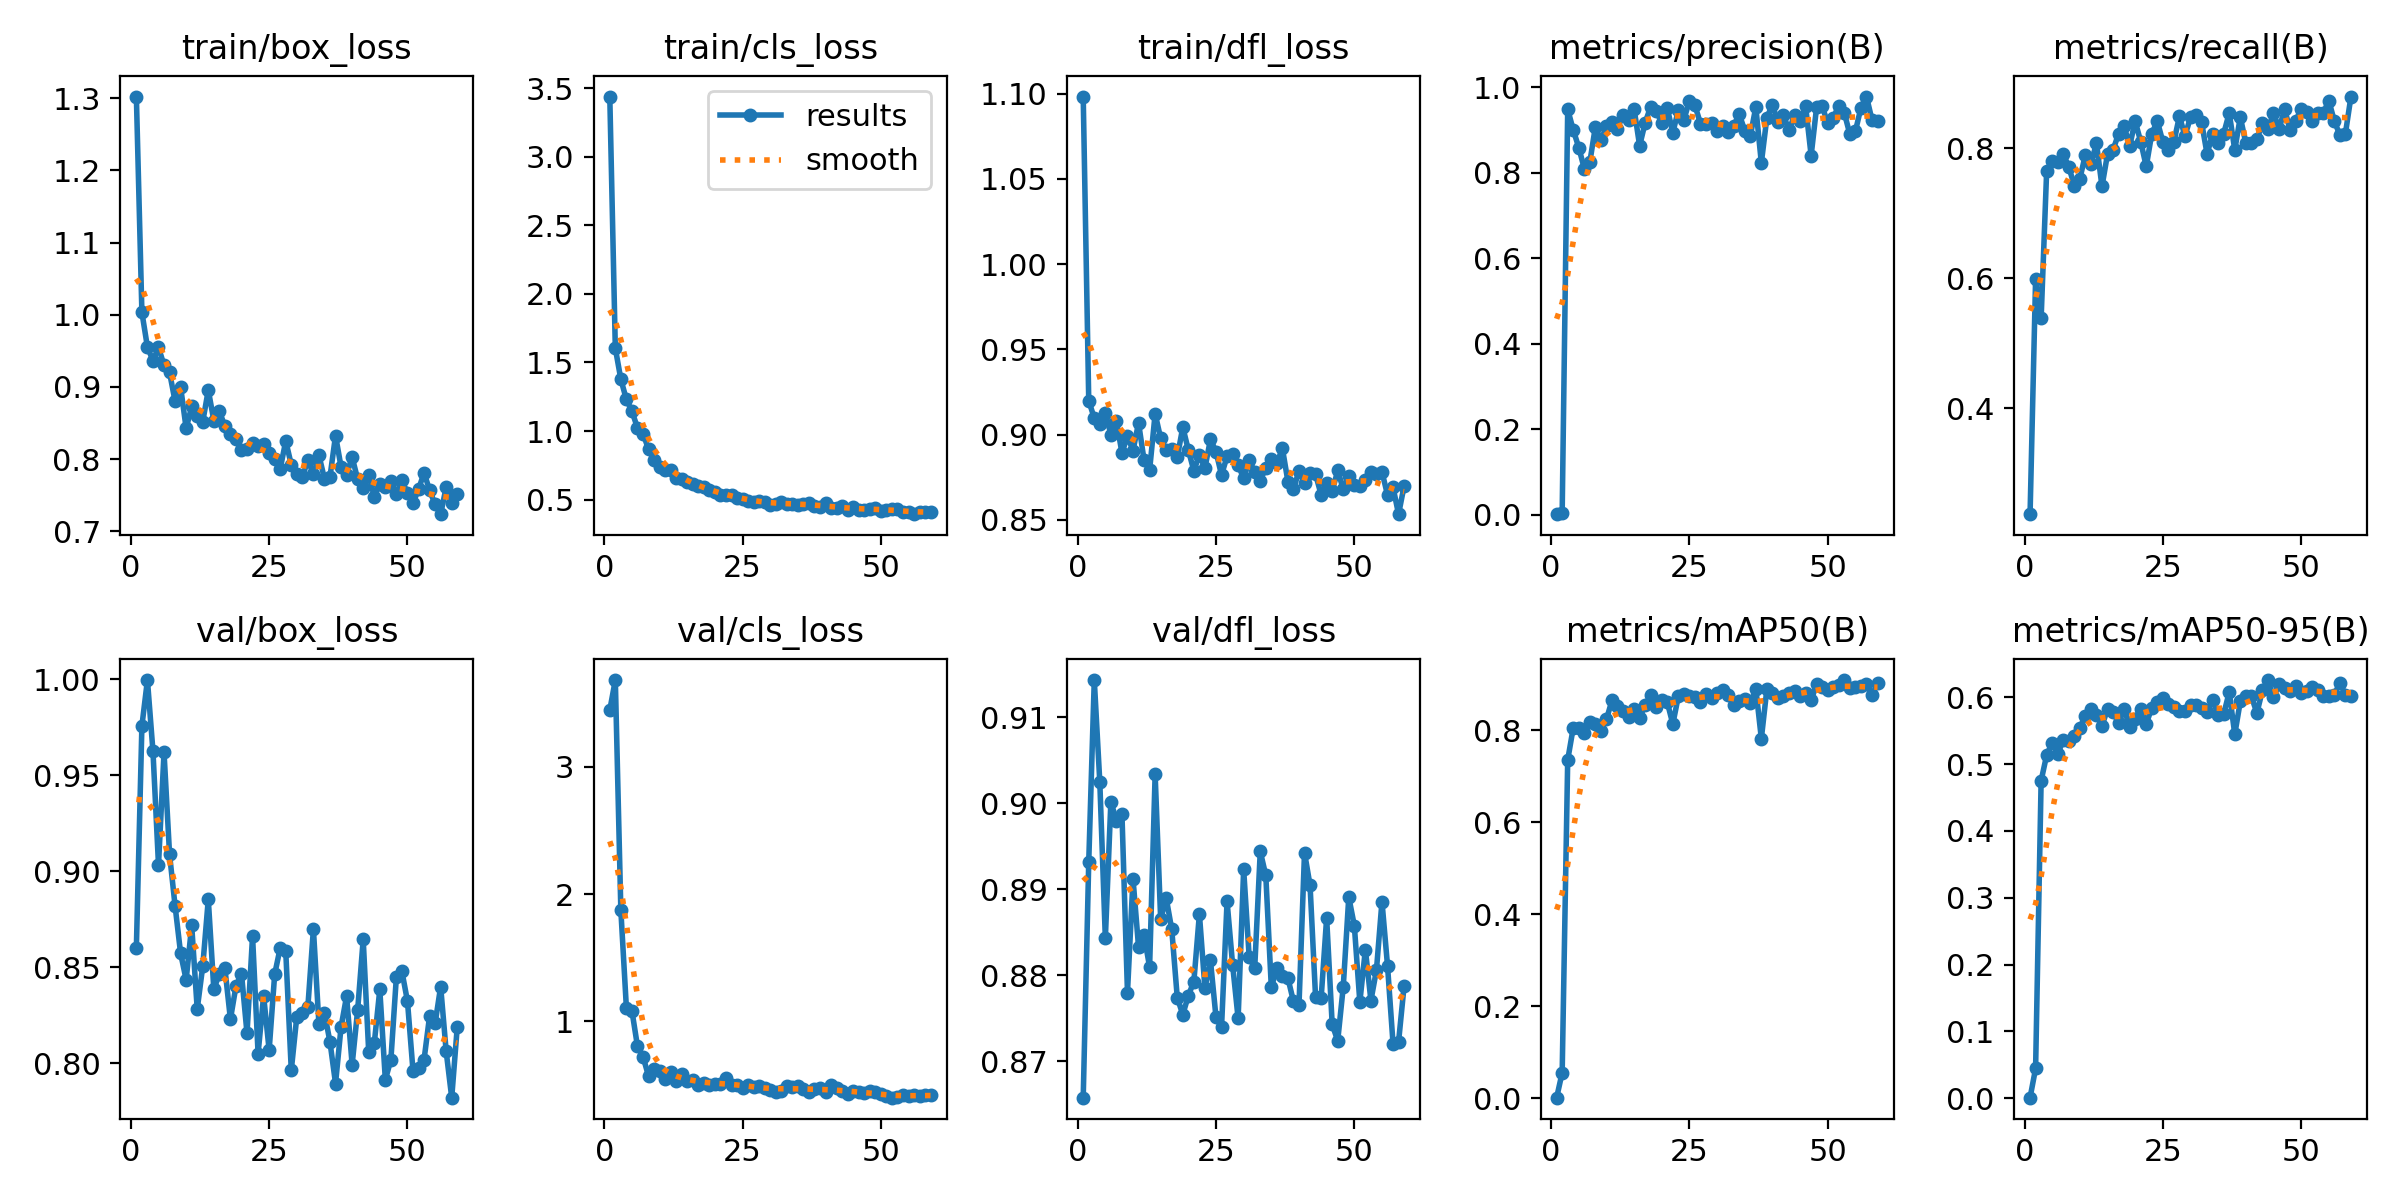 train/box_loss
1.3
1.2
1.1
1.0
0.9
0.8
0.7
0 25 50
train/cls_loss
results
smooth
3.5
3.0
2.5
2.0
1.5
1.0
0.5
0 25 50
train/dfl_loss
1.10
1.05
1.00
0.95
0.90
0.85
0 25 50
metrics/precision(B)
1.0
0.8
0.6
0.4
0.2
0.0
0 25 50
metrics/recall(B)
0.8
0.6
0.4
0 25 50
val/box_loss
1.00
0.95
0.90
0.85
0.80
0 25 50
val/cls_loss
3
2
1
0 25 50
val/dfl_loss
0.91
0.90
0.89
0.88
0.87
0 25 50
metrics/mAP50(B)
0.8
0.6
0.4
0.2
0.0
0 25 50
metrics/mAP50-95(B)
0.6
0.5
0.4
0.3
0.2
0.1
0.0
0 25 50